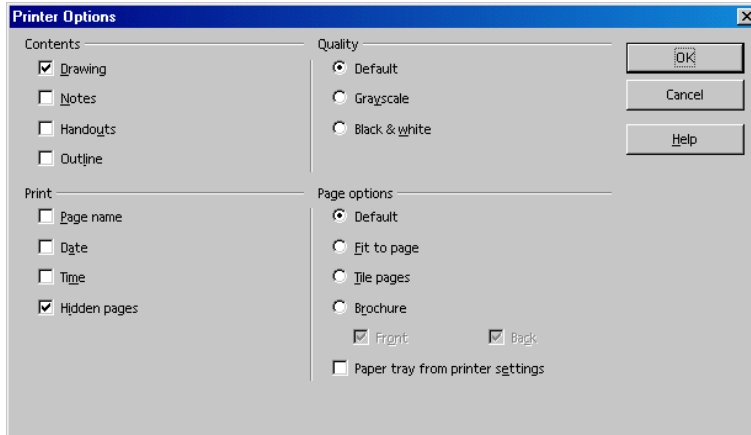 Printer Options
Contents
Drawing
Notes
Handouts
Outline
Quality
Default
Grayscale
Black & white
OK
Cancel
Help
Print
Page name
Date
Time
Hidden pages
Page options
Default
Fit to page
Tile pages
Brochure
Front Back
Paper tray from printer settings